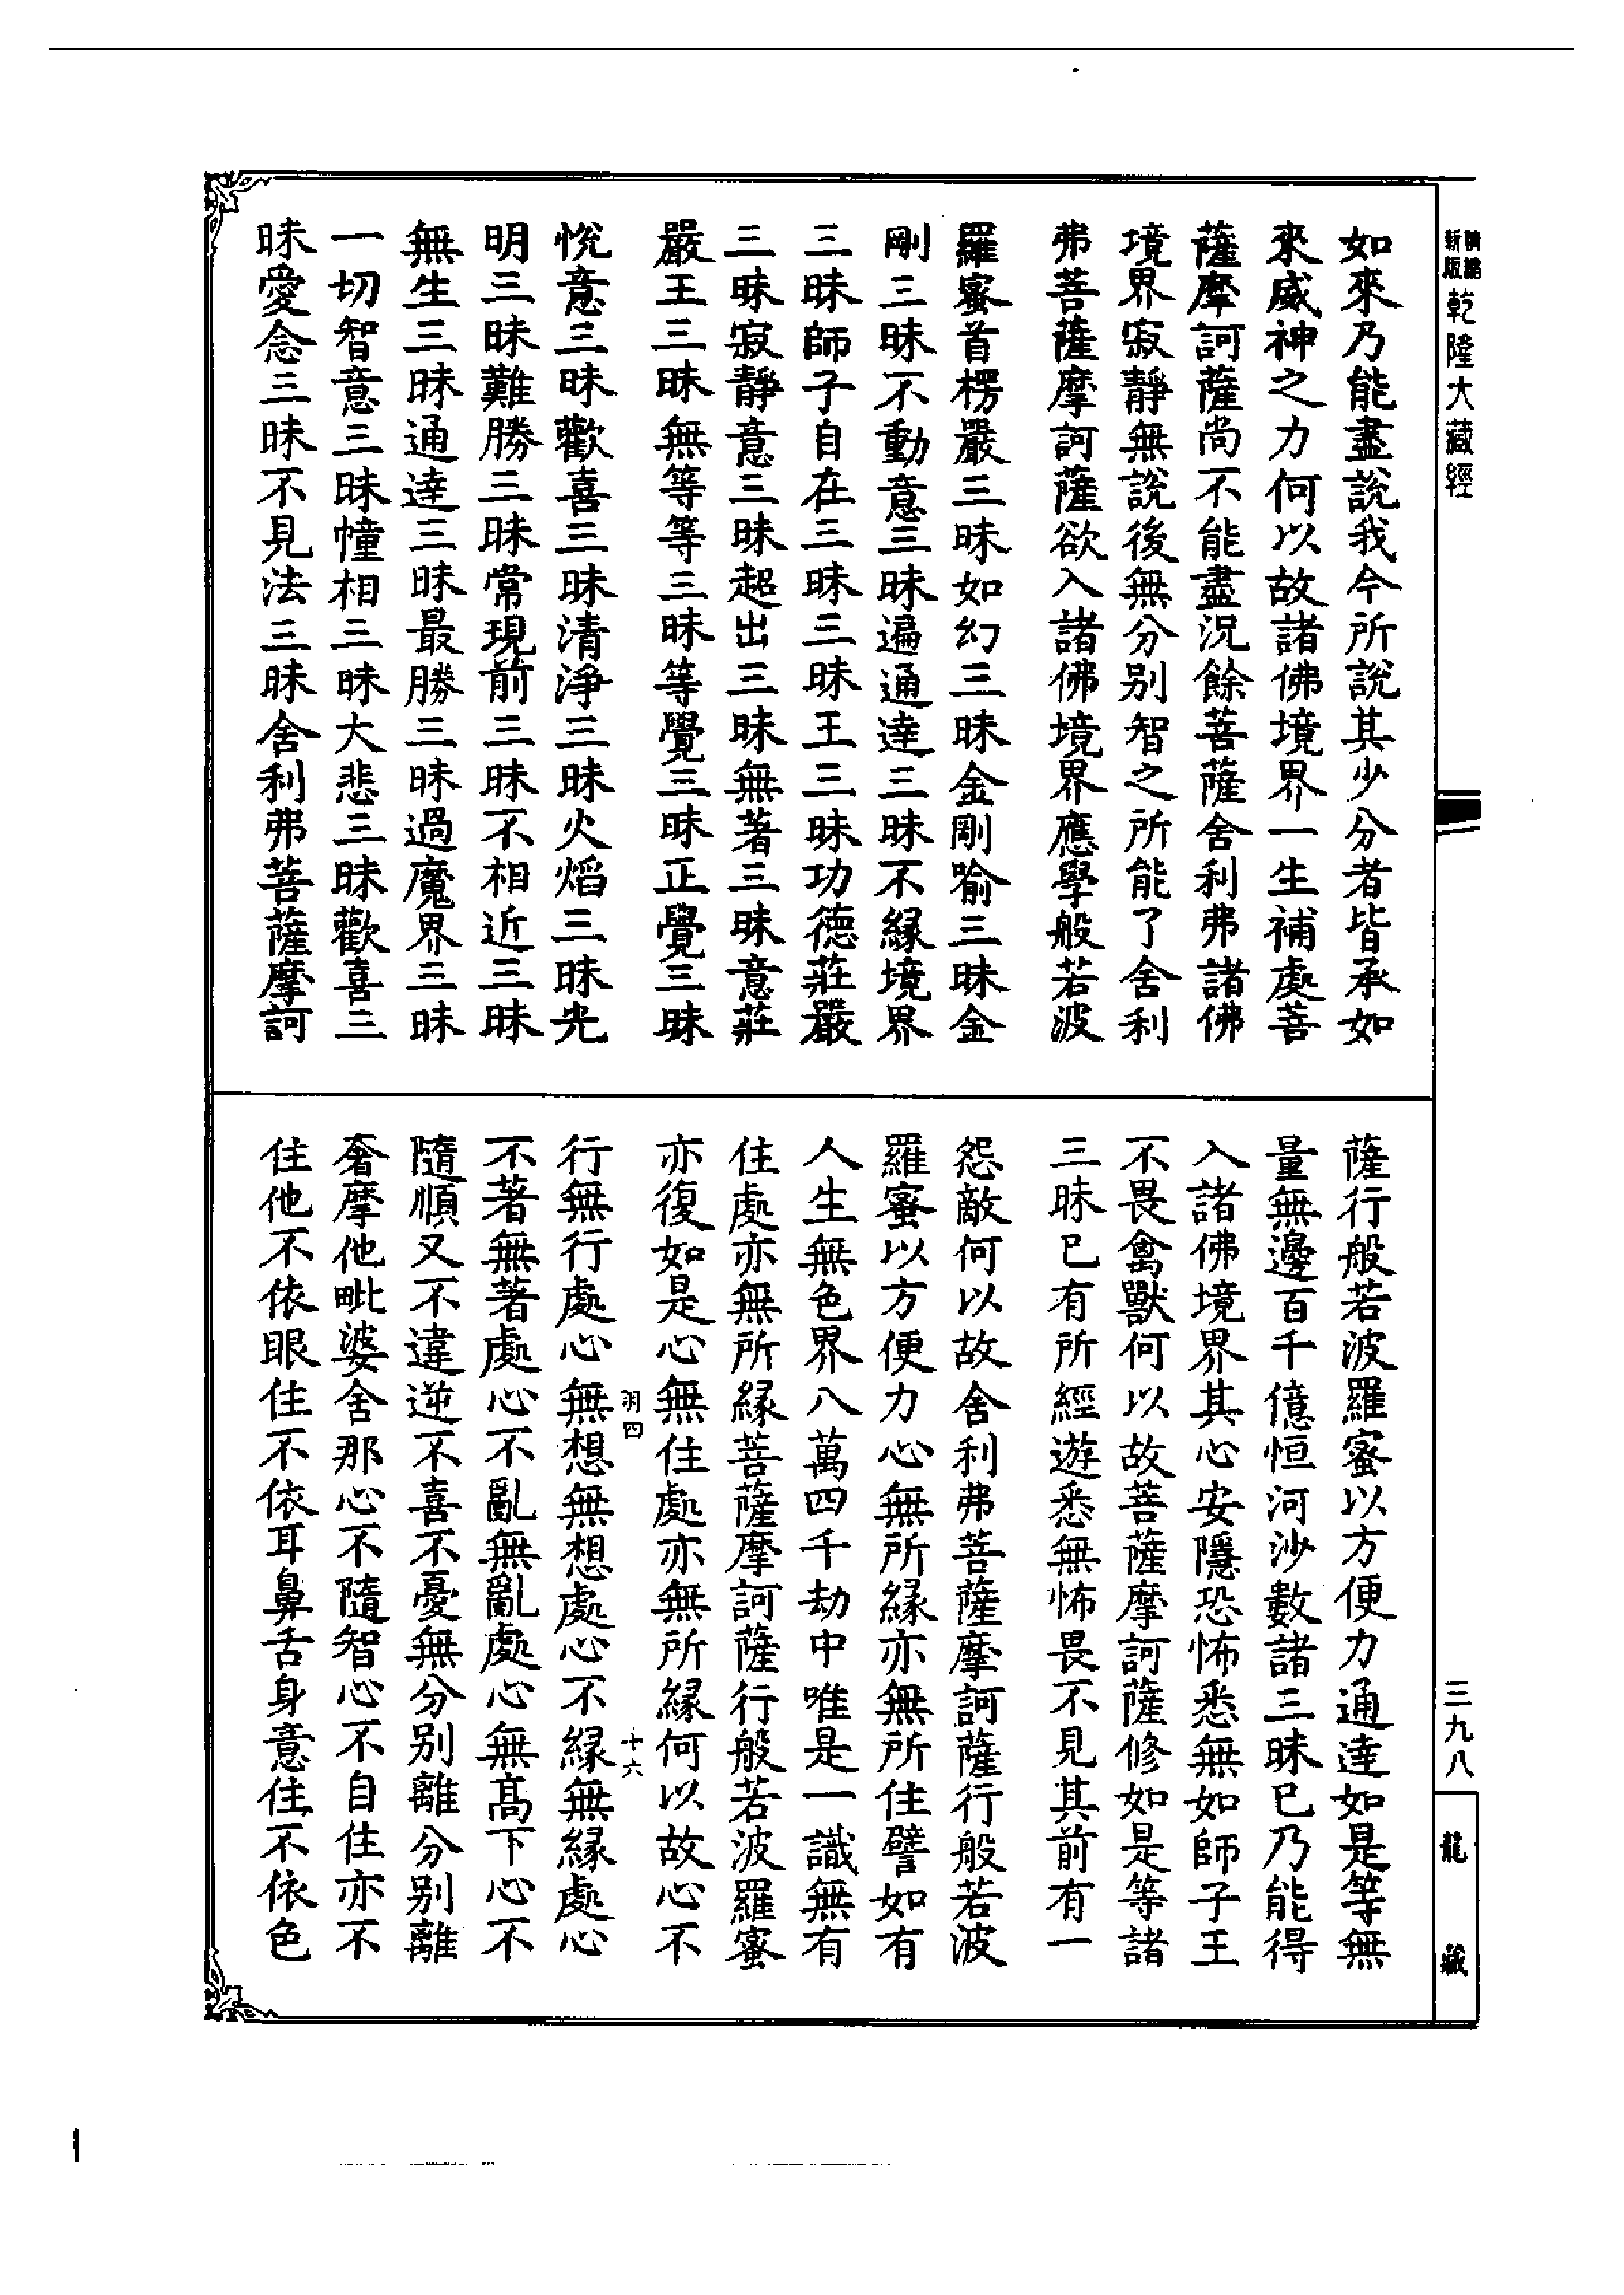 精縮
新版
乾隆大藏經
三九八
龍藏
如來乃能盡說我今所說其少分者皆承如
來威神之力何以故諸佛境界一生補處菩
薩摩訶薩尚不能盡況餘菩薩舍利弗諸佛
境界寂靜無說後無分別智之所能了舍利
弗菩薩摩訶薩欲入諸佛境界應學般若波
羅蜜首楞嚴三昧如幻三昧金剛喻三昧金
剛三昧不動意三昧遍通達三昧不緣境界
三昧師子自在三昧三昧王三昧功德莊嚴
三昧寂靜意三昧超出三昧無著三昧意莊
嚴王三昧無等等三昧等覺三昧正覺三昧
悅意三昧歡喜三昧清淨三昧火焰三昧光
明三昧難勝三昧常現前三昧不相近三昧
無生三昧通達三昧最勝三昧過魔界三昧
一切智意三昧幢相三昧大悲三昧歡喜三
昧愛念三昧不見法三昧舍利弗菩薩摩訶
薩行般若波羅蜜以方便力通達如是等無
量無邊百千億恒河沙數諸三昧已乃能得
入諸佛境界其心安隱恐怖悉無如師子王
不畏禽獸何以故菩薩摩訶薩修如是等諸
三昧已有所經遊悉無怖畏不見其前有一
怨敵何以故舍利弗菩薩摩訶薩行般若波
羅蜜以方便力心無所緣亦無所住譬如有
人生無色界八萬四千劫中唯是一識無有
住處亦無所緣菩薩摩訶薩行般若波羅蜜
亦復如是心無住處亦無所緣何以故心不
羽四 十六
行無行處心無想無想處心不緣無緣處心
不著無著處心不亂無亂處心無高下心不
隨順又不違逆不喜不憂無分別離分別離
奢摩他毗婆舍那心不隨智心不自住亦不
住他不依眼住不依耳鼻舌身意住不依色